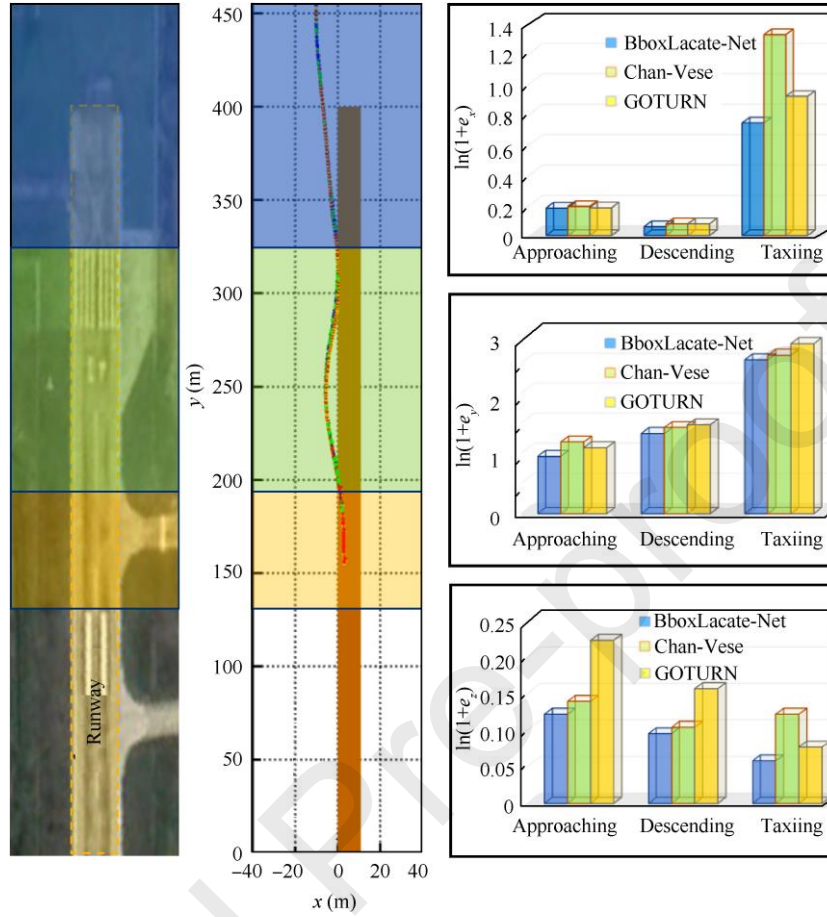 Runway
450
400
350
300
250
200
150
100
50
0
y (m)
−40 −20 0 20 40
x (m)
1.4
1.2
1.0
0.8
0.6
0.4
0.2
0
ln(1+eₓ)
BboxLacate-Net
Chan-Vese
GOTURN
Approaching Descending Taxiing
3
2
1
0
ln(1+e_y)
BboxLacate-Net
Chan-Vese
GOTURN
Approaching Descending Taxiing
0.25
0.20
0.15
0.10
0.05
0
ln(1+e_z)
BboxLacate-Net
Chan-Vese
GOTURN
Approaching Descending Taxiing
Pre-proof